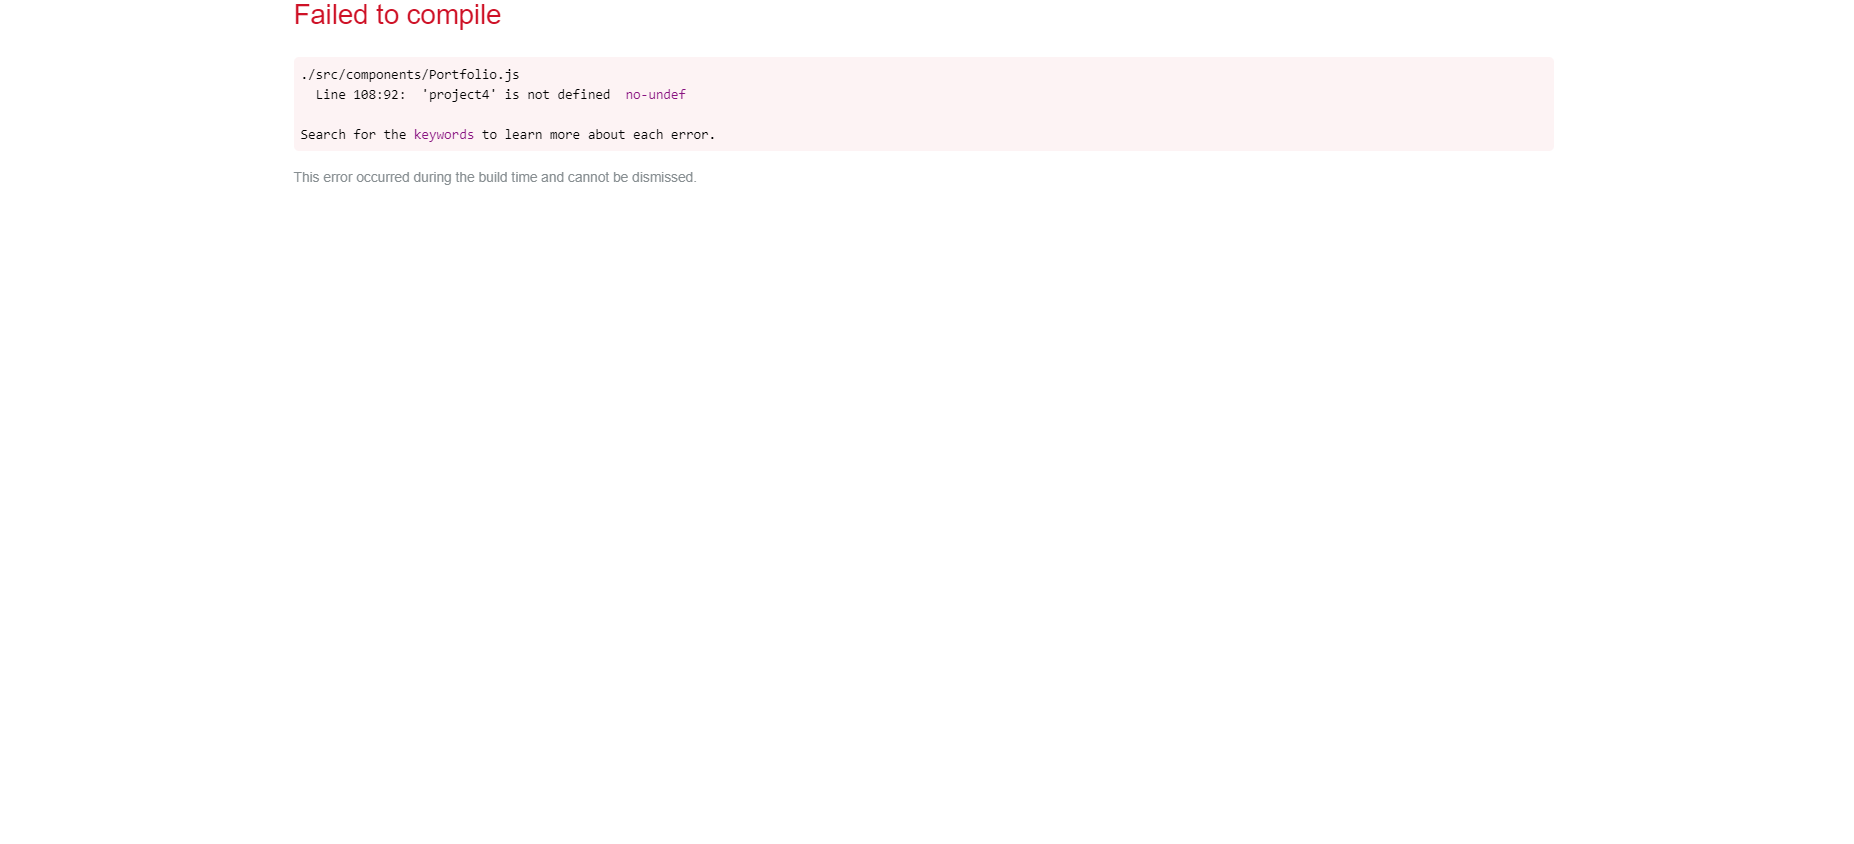 Failed to compile
./src/components/Portfolio.js
  Line 108:92:  'project4' is not defined  no-undef
Search for the keywords to learn more about each error.
This error occurred during the build time and cannot be dismissed.